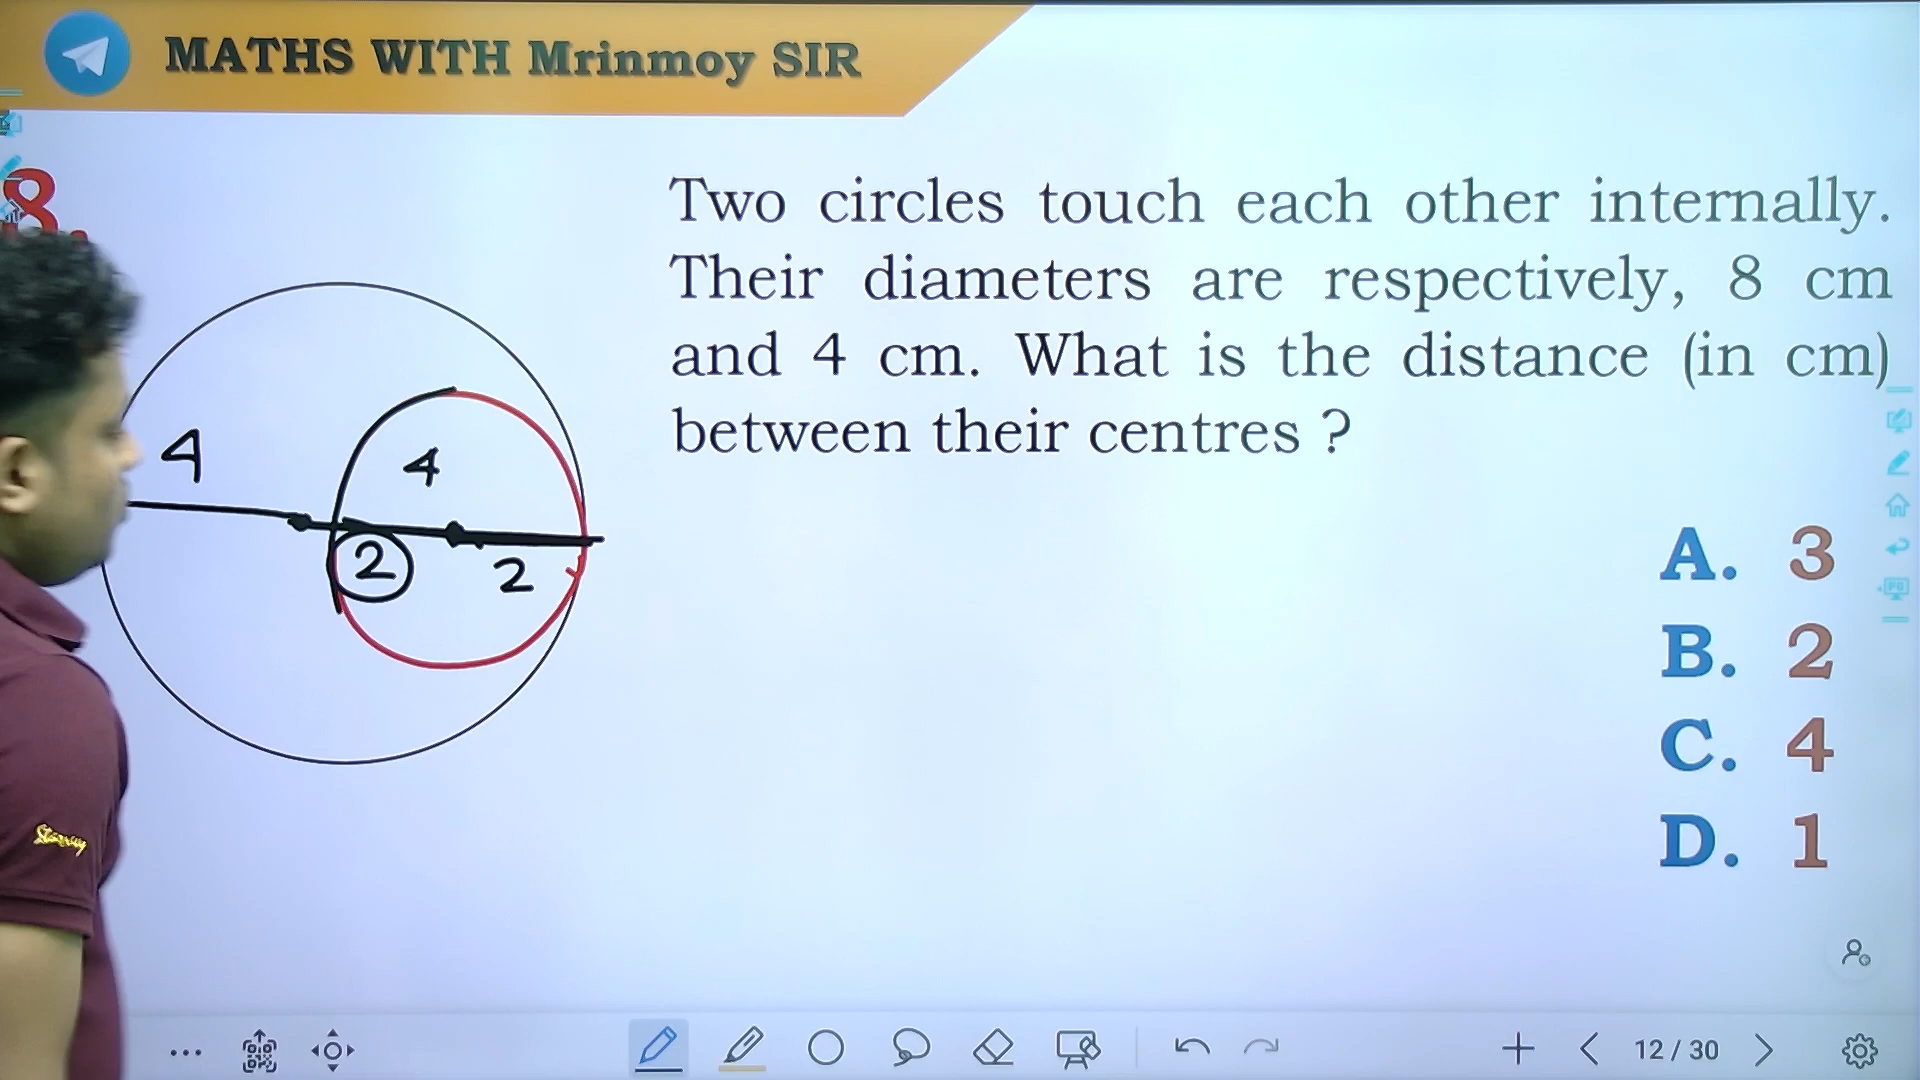 MATHS WITH Mrinmoy SIR
8.
Two circles touch each other internally.
Their diameters are respectively, 8 cm
and 4 cm. What is the distance (in cm)
between their centres ?
4
4
2
2
A. 3
B. 2
C. 4
D. 1
12 / 30